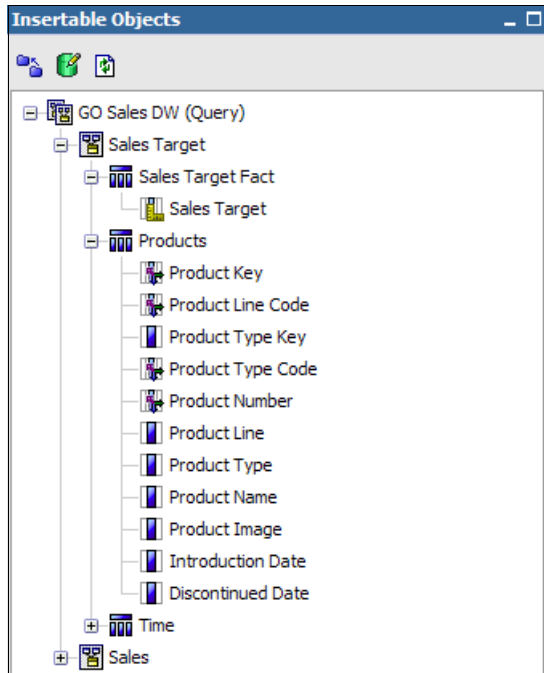 Insertable Objects
GO Sales DW (Query)
Sales Target
Sales Target Fact
Sales Target
Products
Product Key
Product Line Code
Product Type Key
Product Type Code
Product Number
Product Line
Product Type
Product Name
Product Image
Introduction Date
Discontinued Date
Time
Sales